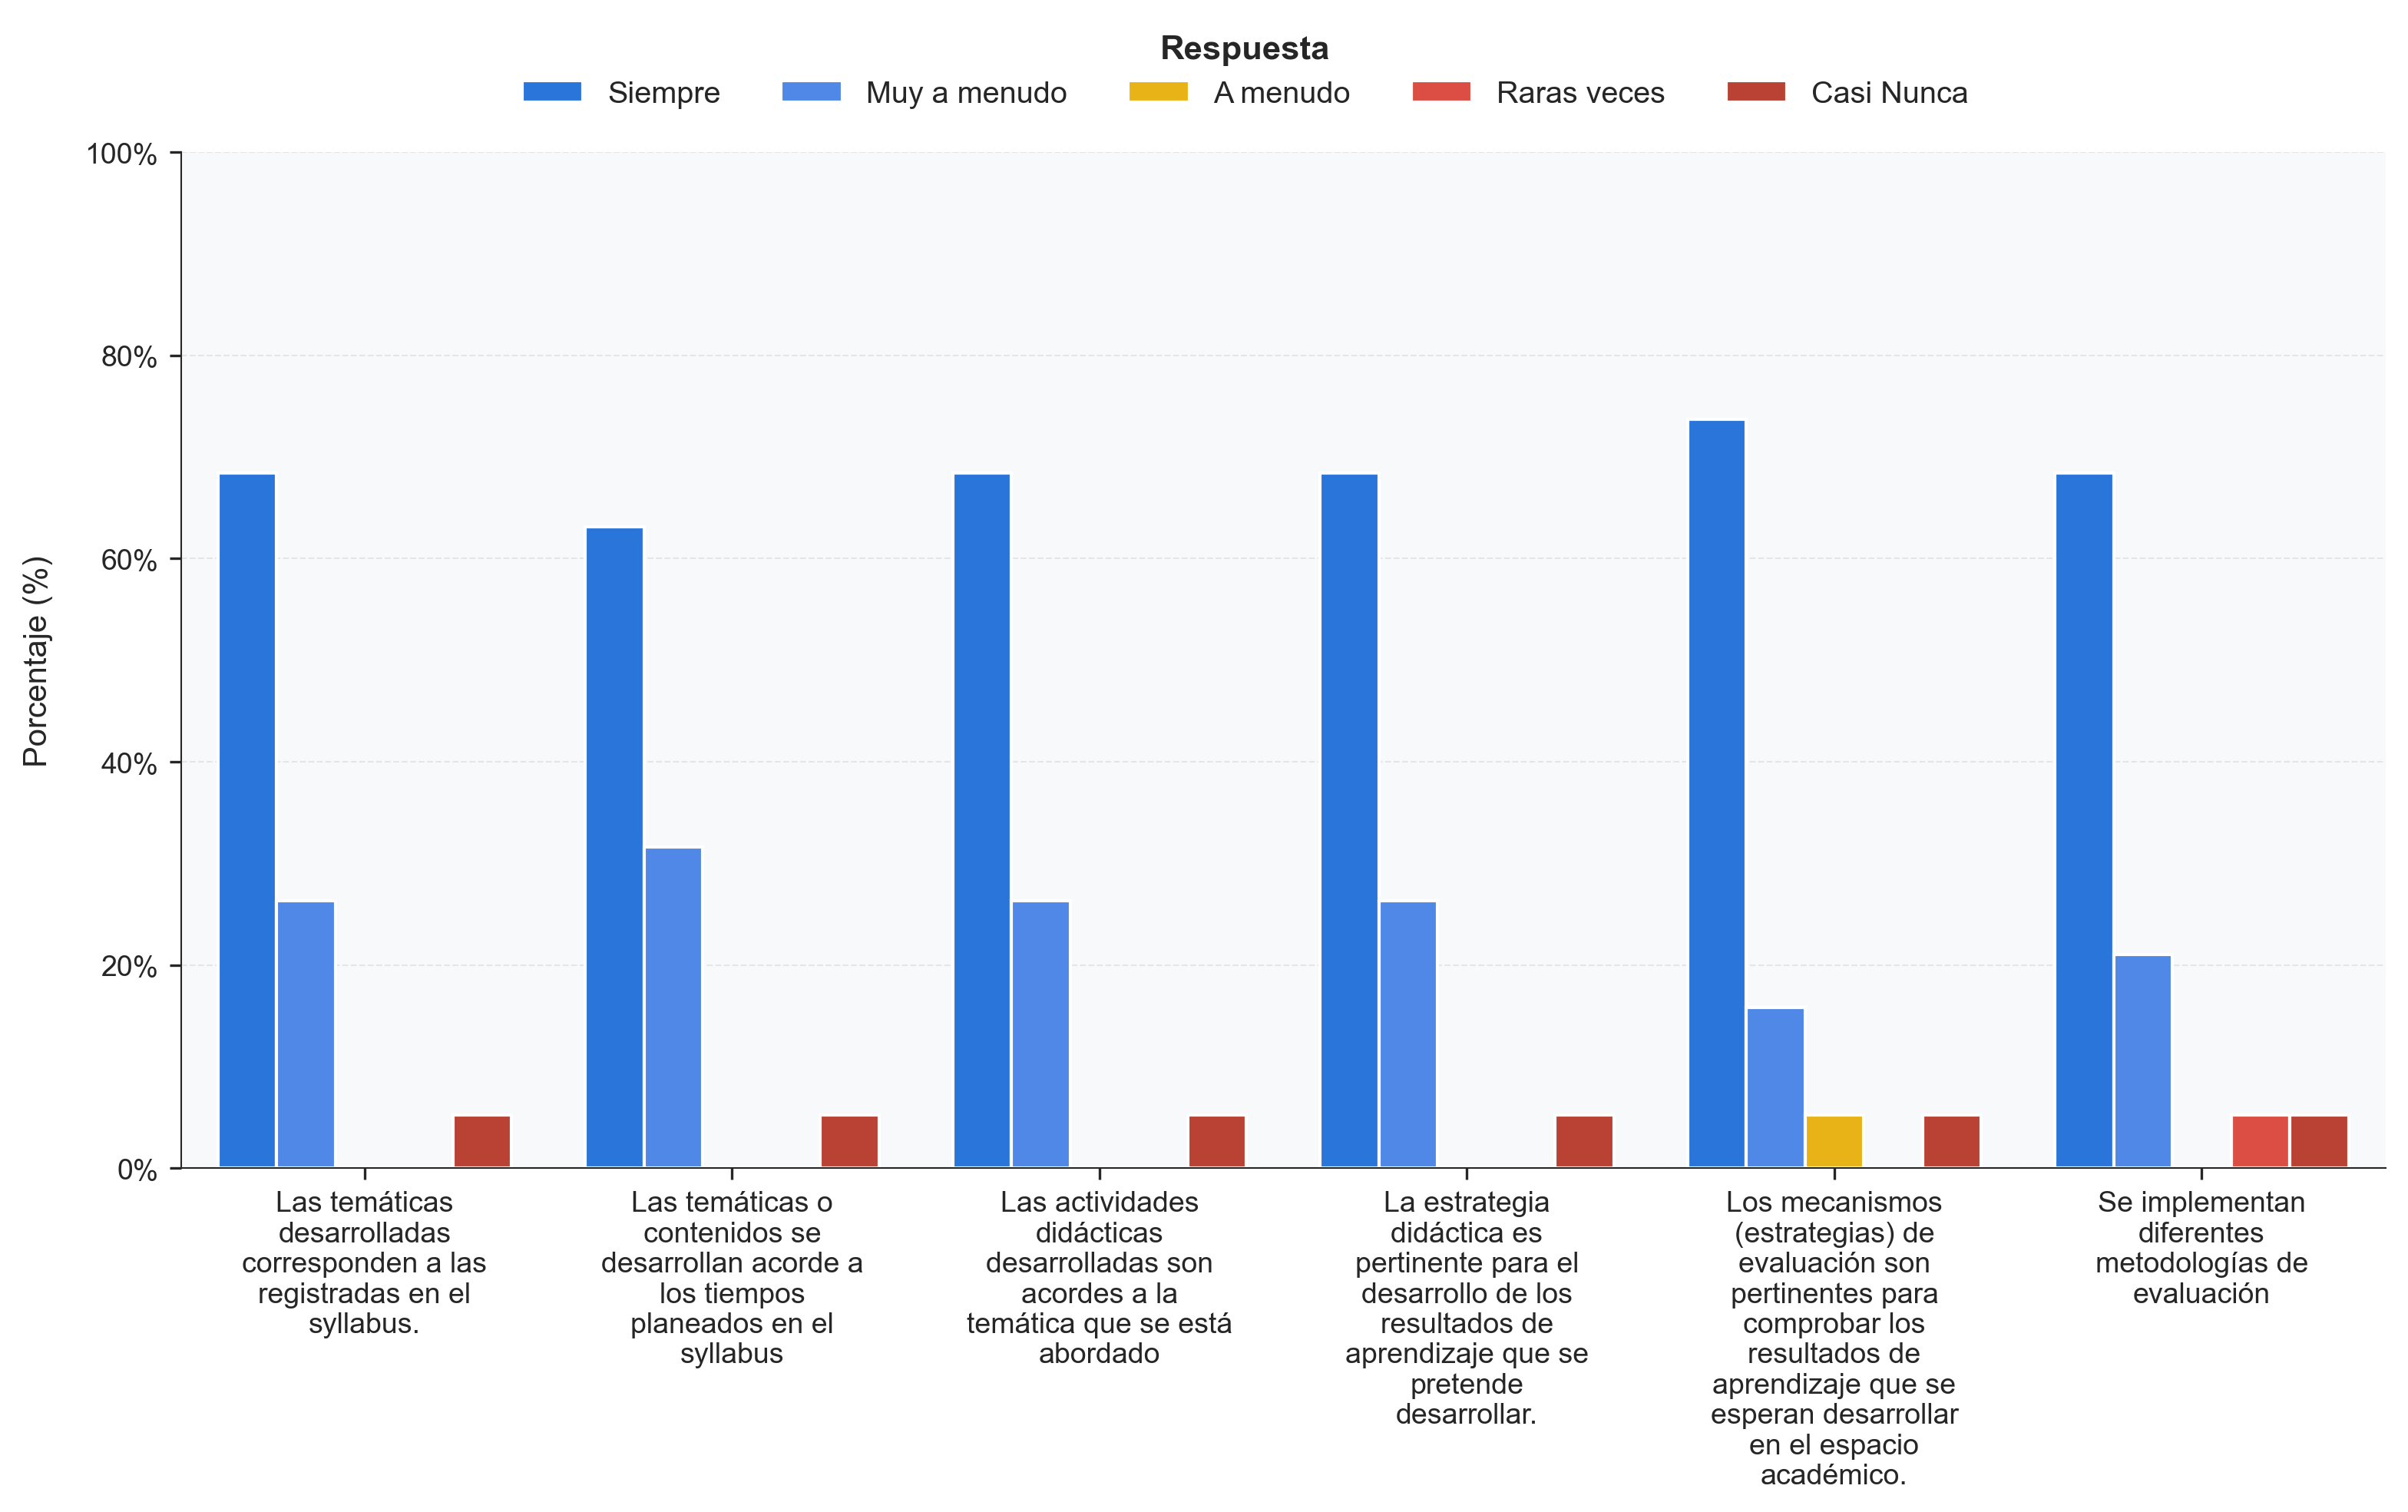 Respuesta
Siempre
Muy a menudo
A menudo
Raras veces
Casi Nunca
100%
80%
60%
40%
20%
0%
Porcentaje (%)
Las temáticas
desarrolladas
corresponden a las
registradas en el
syllabus.
Las temáticas o
contenidos se
desarrollan acorde a
los tiempos
planeados en el
syllabus
Las actividades
didácticas
desarrolladas son
acordes a la
temática que se está
abordado
La estrategia
didáctica es
pertinente para el
desarrollo de los
resultados de
aprendizaje que se
pretende
desarrollar.
Los mecanismos
(estrategias) de
evaluación son
pertinentes para
comprobar los
resultados de
aprendizaje que se
esperan desarrollar
en el espacio
académico.
Se implementan
diferentes
metodologías de
evaluación